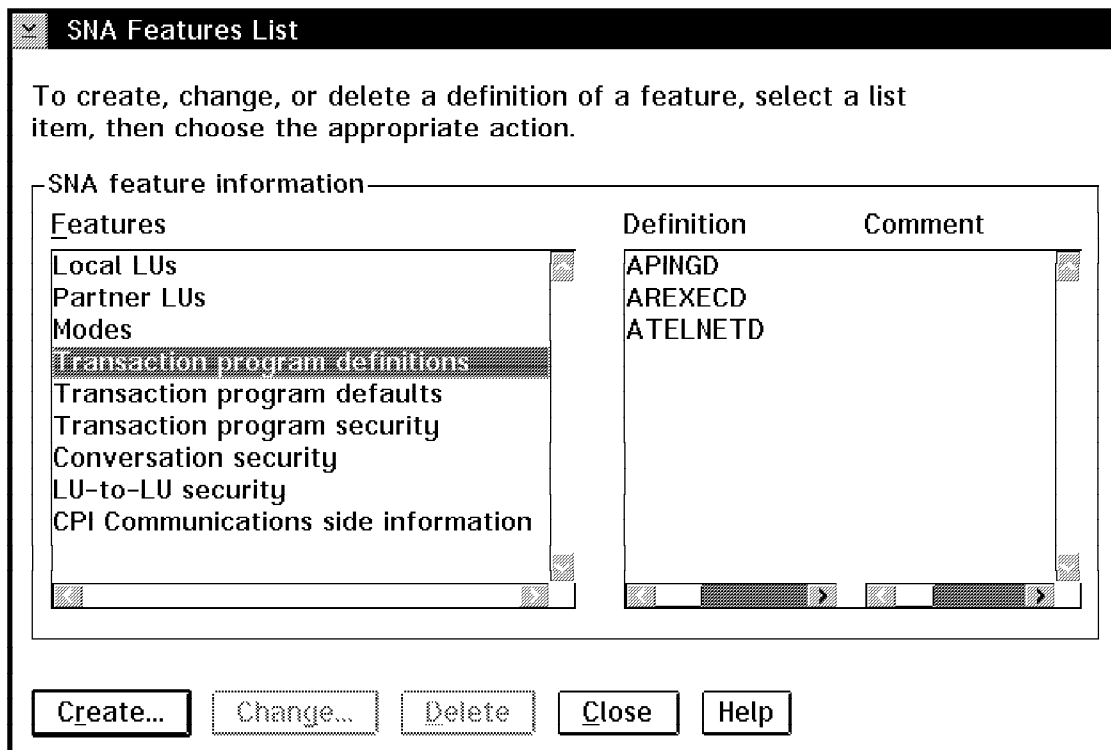 SNA Features List
To create, change, or delete a definition of a feature, select a list
item, then choose the appropriate action.
SNA feature information
Features
Local LUs
Partner LUs
Modes
Transaction program definitions
Transaction program defaults
Transaction program security
Conversation security
LU-to-LU security
CPI Communications side information
Definition Comment
APINGD
AREXECD
ATELNETD
Create... Change... Delete Close Help